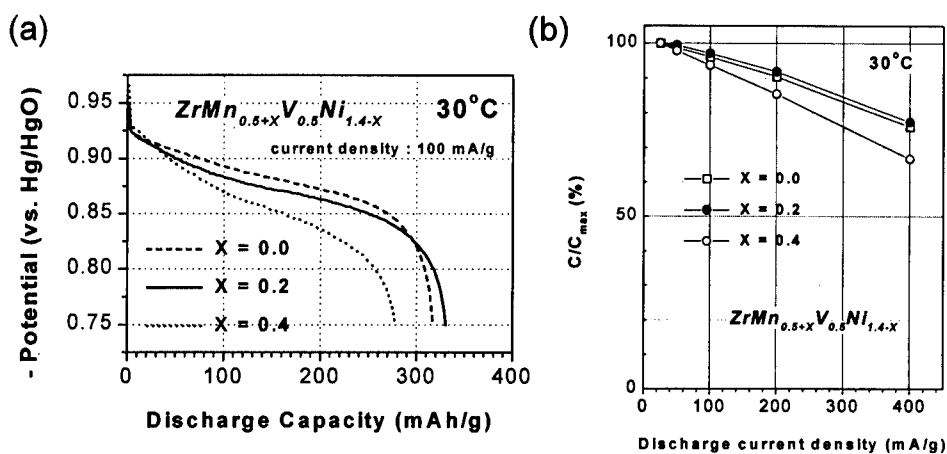 (a)
ZrMn0.5+XV0.5Ni1.4-X 30°C
current density : 100 mA/g
- Potential (vs. Hg/HgO)
0.95
0.90
0.85
0.80
0.75
X = 0.0
X = 0.2
X = 0.4
0 100 200 300 400
Discharge Capacity (mAh/g)
(b)
C/Cmax (%)
100
50
0
30°C
X = 0.0
X = 0.2
X = 0.4
ZrMn0.5+XV0.5Ni1.4-X
0 100 200 300 400
Discharge current density (mA/g)